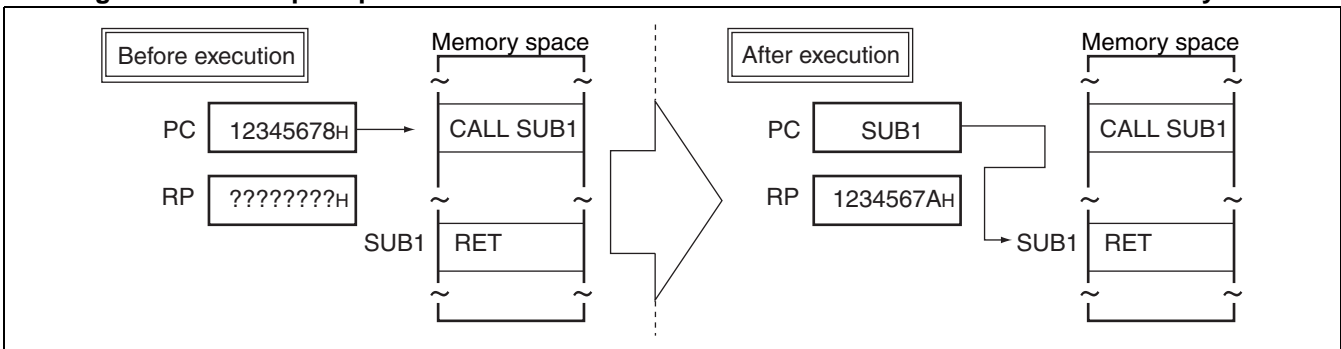 Before execution
Memory space
PC 12345678H
CALL SUB1
RP ????????H
SUB1 RET
After execution
Memory space
PC SUB1
CALL SUB1
RP 1234567AH
SUB1 RET